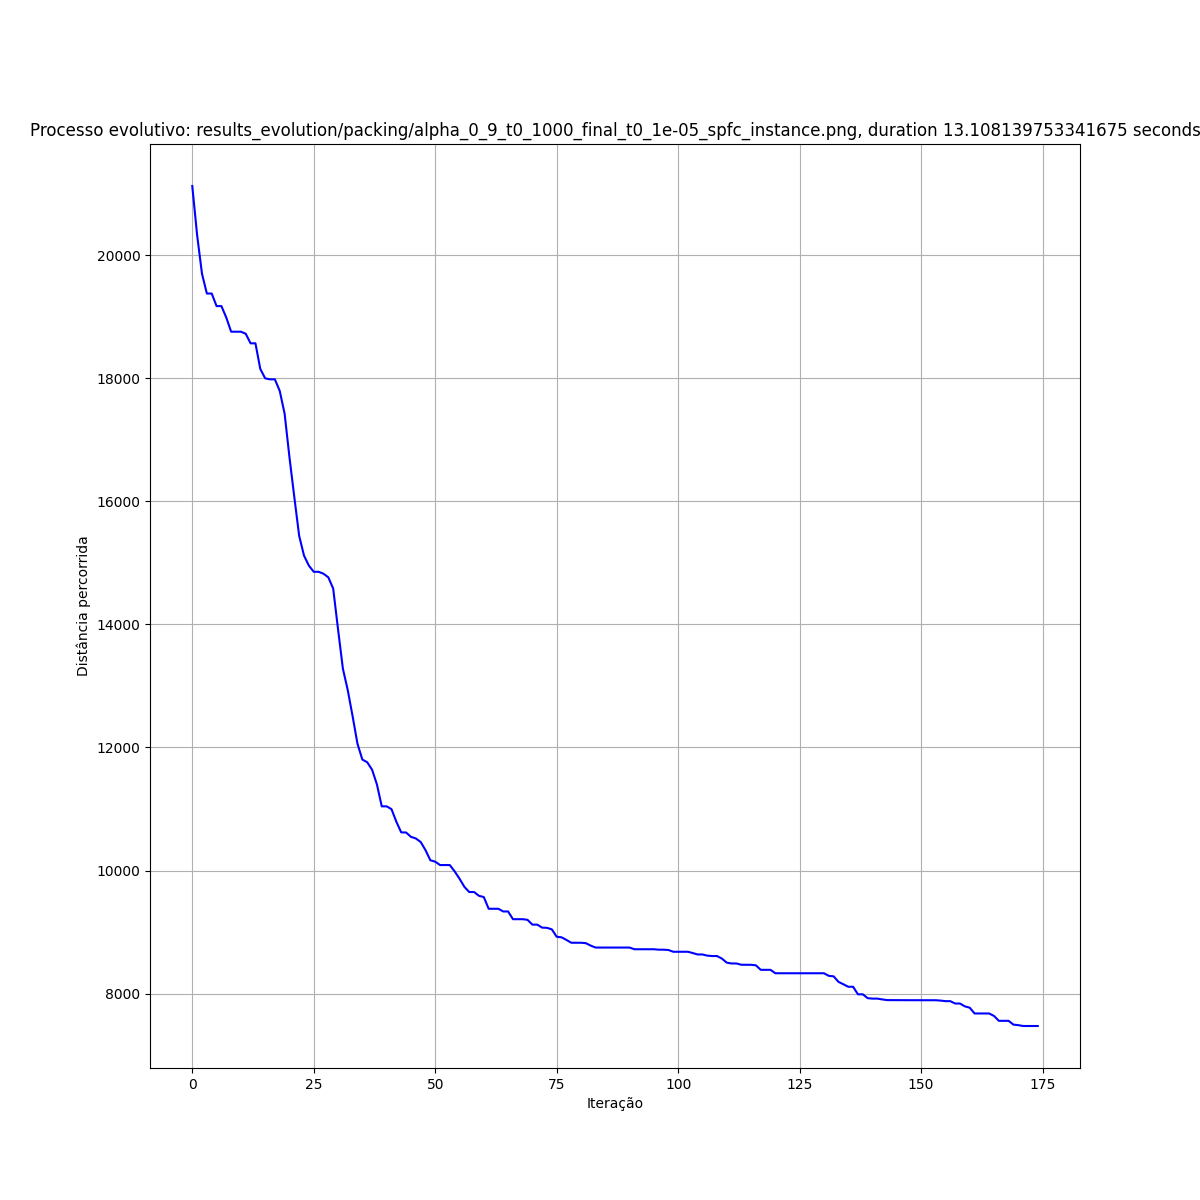 Processo evolutivo: results_evolution/packing/alpha_0_9_t0_1000_final_t0_1e-05_spfc_instance.png, duration 13.108139753341675 seconds
20000
18000
16000
14000
12000
10000
8000
Distância percorrida
0 25 50 75 100 125 150 175
Iteração